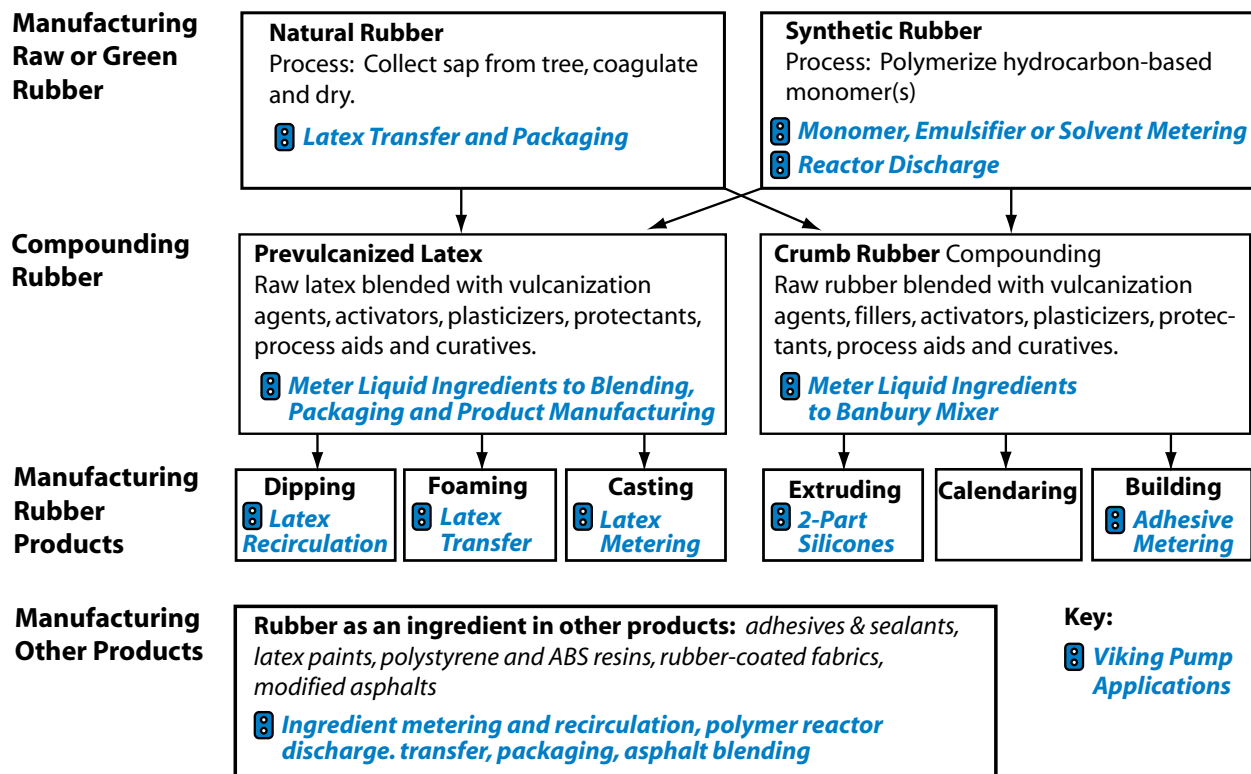 Manufacturing
Raw or Green
Rubber
Natural Rubber
Process: Collect sap from tree, coagulate
and dry.
Latex Transfer and Packaging
Synthetic Rubber
Process: Polymerize hydrocarbon-based
monomer(s)
Monomer, Emulsifier or Solvent Metering
Reactor Discharge
Compounding
Rubber
Prevulcanized Latex
Raw latex blended with vulcanization
agents, activators, plasticizers, protectants,
process aids and curatives.
Meter Liquid Ingredients to Blending,
Packaging and Product Manufacturing
Crumb Rubber Compounding
Raw rubber blended with vulcanization
agents, fillers, activators, plasticizers, protec-
tants, process aids and curatives.
Meter Liquid Ingredients
to Banbury Mixer
Manufacturing
Rubber
Products
Dipping
Latex
Recirculation
Foaming
Latex
Transfer
Casting
Latex
Metering
Extruding
2-Part
Silicones
Calendaring
Building
Adhesive
Metering
Manufacturing
Other Products
Rubber as an ingredient in other products: adhesives & sealants,
latex paints, polystyrene and ABS resins, rubber-coated fabrics,
modified asphalts
Ingredient metering and recirculation, polymer reactor
discharge. transfer, packaging, asphalt blending
Key:
Viking Pump
Applications